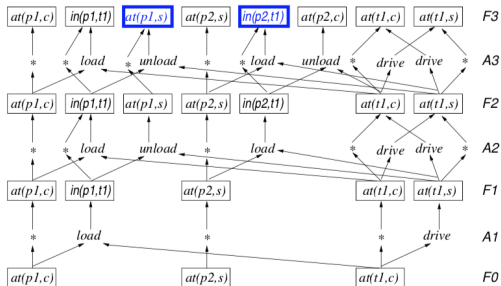 at(p1,c) in(p1,t1) at(p1,s) at(p2,s) in(p2,t1) at(p2,c) at(t1,c) at(t1,s) F3
* * load * unload * * load unload * drive drive * A3
at(p1,c) in(p1,t1) at(p1,s) at(p2,s) in(p2,t1) at(t1,c) at(t1,s) F2
* * load unload * load * drive drive * A2
at(p1,c) in(p1,t1) at(p2,s) at(t1,c) at(t1,s) F1
* load * * drive A1
at(p1,c) at(p2,s) at(t1,c) F0